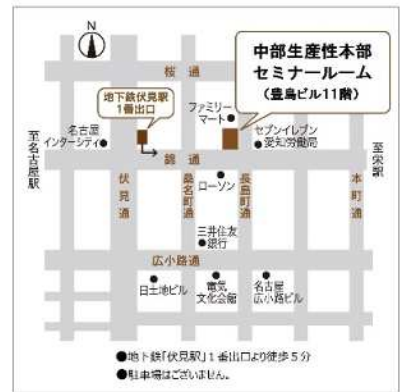 N
中部生産性本部
セミナールーム
（豊島ビル11階）
桜通
地下鉄伏見駅
1番出口
ファミリー
マート
セブンイレブン
愛知労働局
名古屋
インターシティ
至名古屋駅
至栄駅
錦通
伏見通
桑名町通
ローソン
長島町通
本町通
三井住友
銀行
広小路通
日土地ビル
電気
文化会館
名古屋
広小路ビル
●地下鉄「伏見駅」1番出口より徒歩5分
●駐車場はございません。